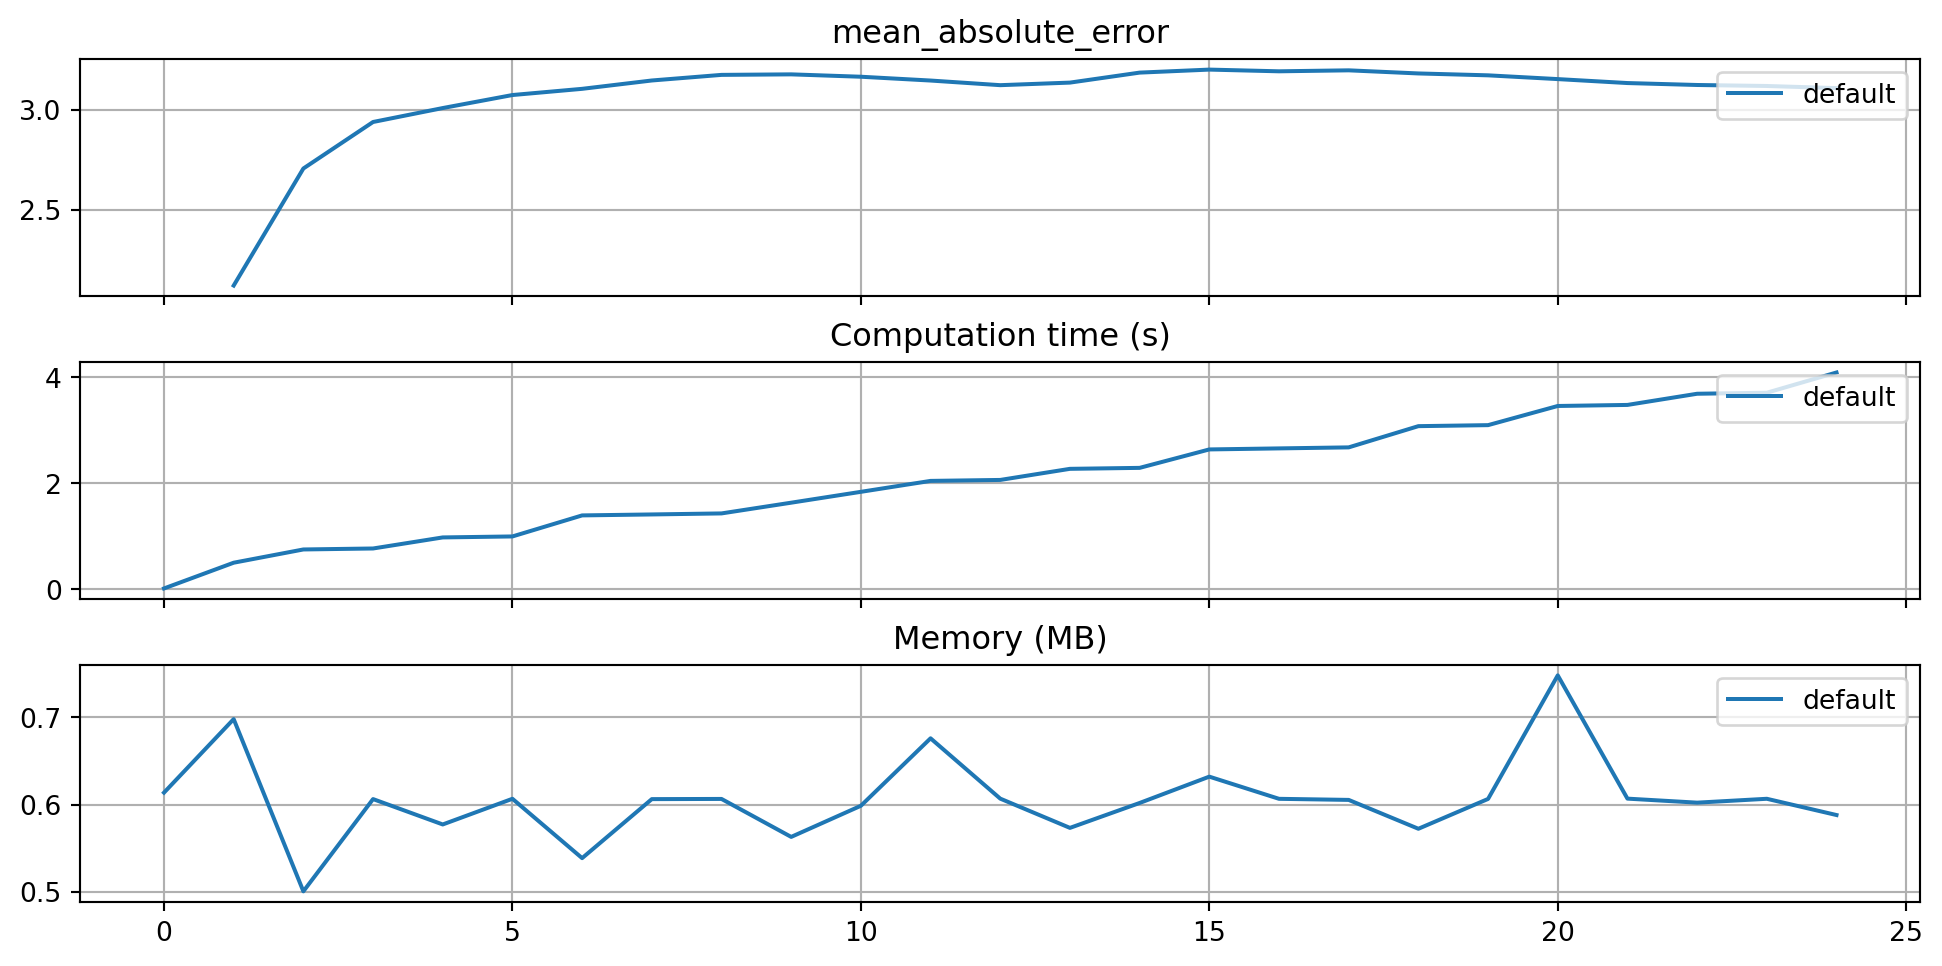 mean_absolute_error
3.0
2.5
default
Computation time (s)
4
2
0
default
Memory (MB)
0.7
0.6
0.5
default
0 5 10 15 20 25